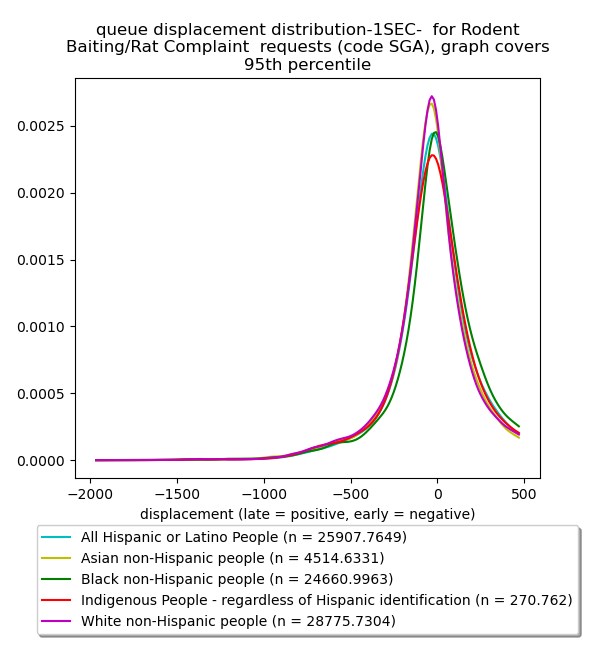 queue displacement distribution-1SEC-  for Rodent
Baiting/Rat Complaint  requests (code SGA), graph covers
95th percentile
0.0025
0.0020
0.0015
0.0010
0.0005
0.0000
−2000 −1500 −1000 −500 0 500
displacement (late = positive, early = negative)
All Hispanic or Latino People (n = 25907.7649)
Asian non-Hispanic people (n = 4514.6331)
Black non-Hispanic people (n = 24660.9963)
Indigenous People - regardless of Hispanic identification (n = 270.762)
White non-Hispanic people (n = 28775.7304)